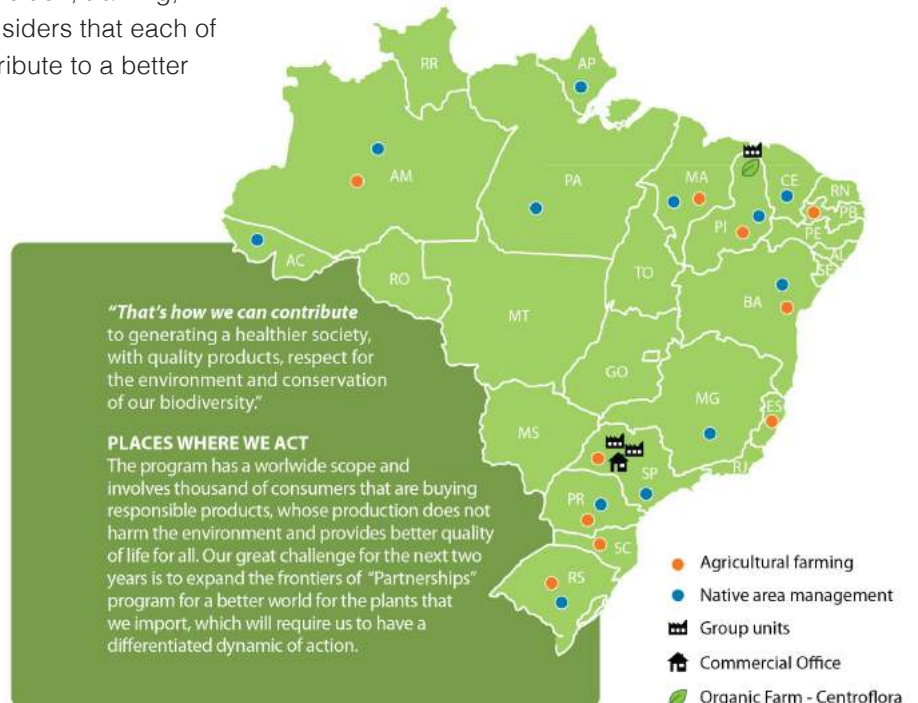 siders that each of
ribute to a better
"That's how we can contribute
to generating a healthier society,
with quality products, respect for
the environment and conservation
of our biodiversity."
PLACES WHERE WE ACT
The program has a worlwide scope and
involves thousand of consumers that are buying
responsible products, whose production does not
harm the environment and provides better quality
of life for all. Our great challenge for the next two
years is to expand the frontiers of "Partnerships"
program for a better world for the plants that
we import, which will require us to have a
differentiated dynamic of action.
RR
AP
AM
PA
MA
CE
RN
PB
PI
PE
AL
SE
AC
RO
TO
BA
MT
GO
MG
ES
MS
SP
RJ
PR
SC
RS
Agricultural farming
Native area management
Group units
Commercial Office
Organic Farm - Centroflora